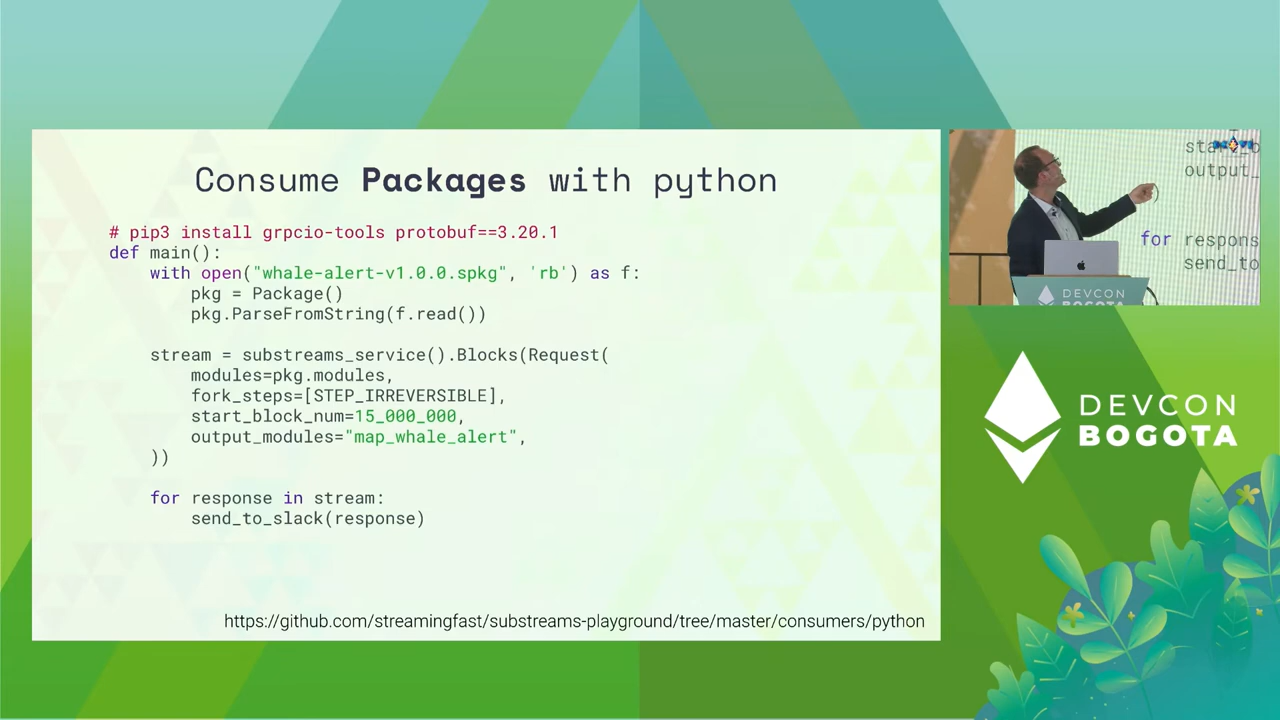 Consume Packages with python
# pip3 install grpcio-tools protobuf==3.20.1
def main():
    with open("whale-alert-v1.0.0.spkg", 'rb') as f:
        pkg = Package()
        pkg.ParseFromString(f.read())
    stream = substreams_service().Blocks(Request(
        modules=pkg.modules,
        fork_steps=[STEP_IRREVERSIBLE],
        start_block_num=15_000_000,
        output_modules="map_whale_alert",
    ))
    for response in stream:
        send_to_slack(response)
https://github.com/streamingfast/substreams-playground/tree/master/consumers/python
output_
for respons
send_to
DEVCON
BOGOTA
DEVCON
BOGOTA